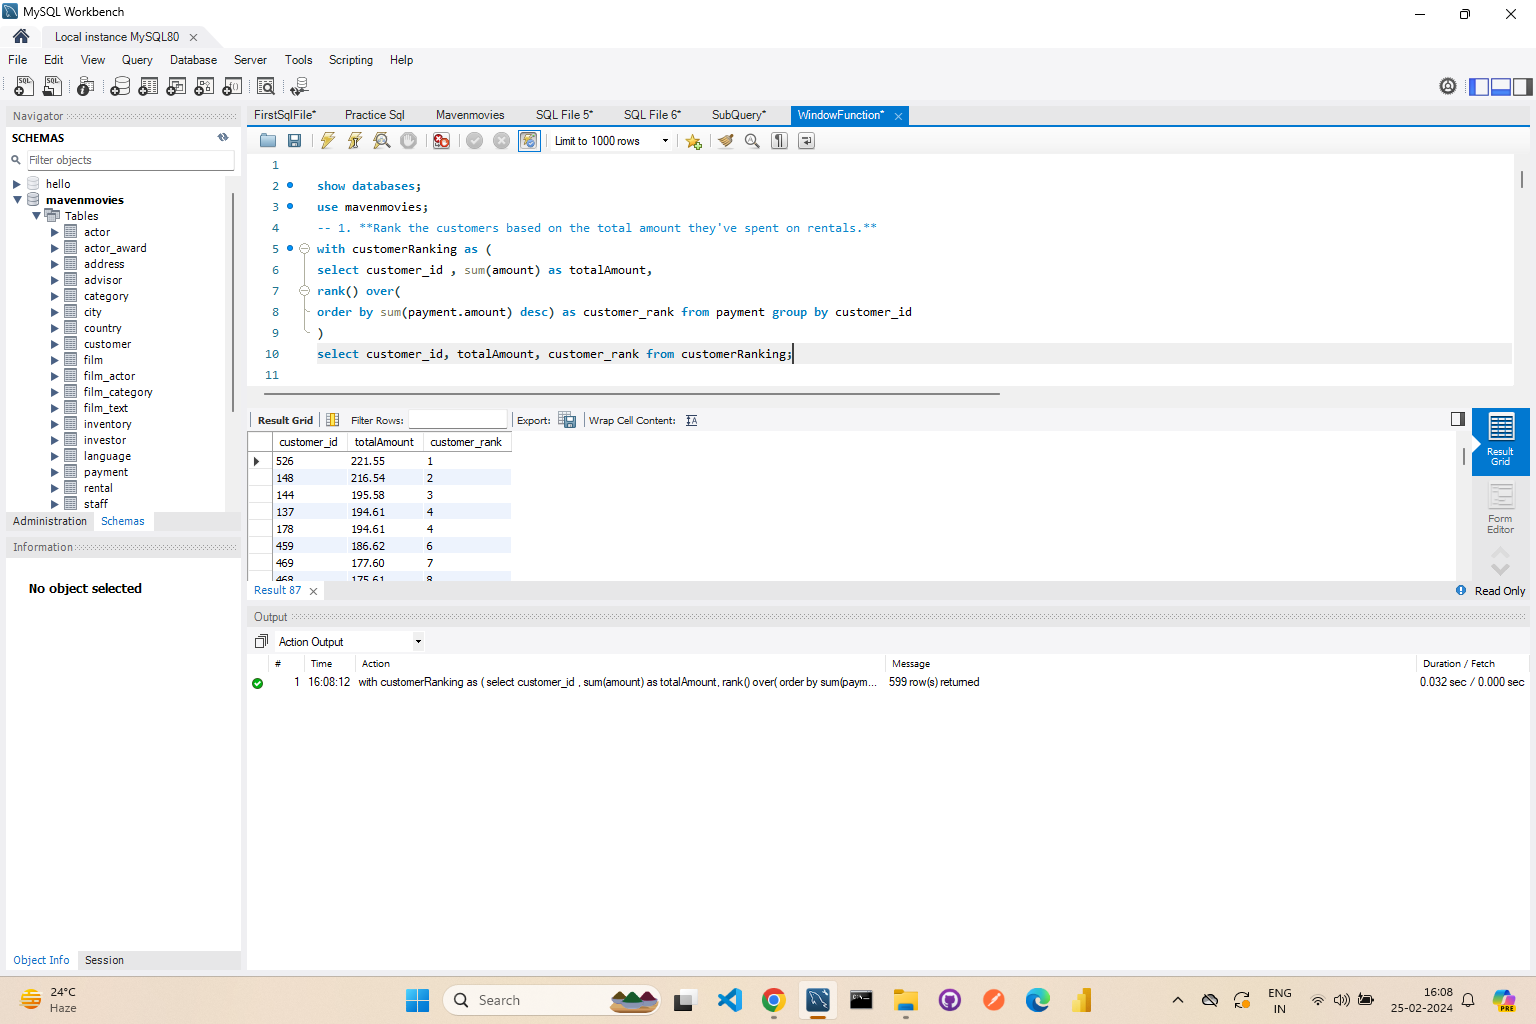 MySQL Workbench
Local instance MySQL80
File Edit View Query Database Server Tools Scripting Help
Navigator
SCHEMAS
Filter objects
hello
mavenmovies
Tables
actor
actor_award
address
advisor
category
city
country
customer
film
film_actor
film_category
film_text
inventory
investor
language
payment
rental
staff
Administration Schemas
Information
No object selected
Object Info Session
FirstSqlFile* Practice Sql Mavenmovies SQL File 5* SQL File 6* SubQuery* WindowFunction*
Limit to 1000 rows
1
2 show databases;
3 use mavenmovies;
4 -- 1. **Rank the customers based on the total amount they've spent on rentals.**
5 with customerRanking as (
6 select customer_id , sum(amount) as totalAmount,
7 rank() over(
8 order by sum(payment.amount) desc) as customer_rank from payment group by customer_id
9 )
10 select customer_id, totalAmount, customer_rank from customerRanking;
11
Result Grid Filter Rows: Export: Wrap Cell Content:
customer_id totalAmount customer_rank
526 221.55 1
148 216.54 2
144 195.58 3
137 194.61 4
178 194.61 4
459 186.62 6
469 177.60 7
468 175.61 8
Result Grid
Form Editor
Result 87
Read Only
Output
Action Output
# Time Action Message Duration / Fetch
1 16:08:12 with customerRanking as ( select customer_id , sum(amount) as totalAmount, rank() over( order by sum(paym... 599 row(s) returned 0.032 sec / 0.000 sec
24°C
Haze
Search
ENG
IN
16:08
25-02-2024
PRE